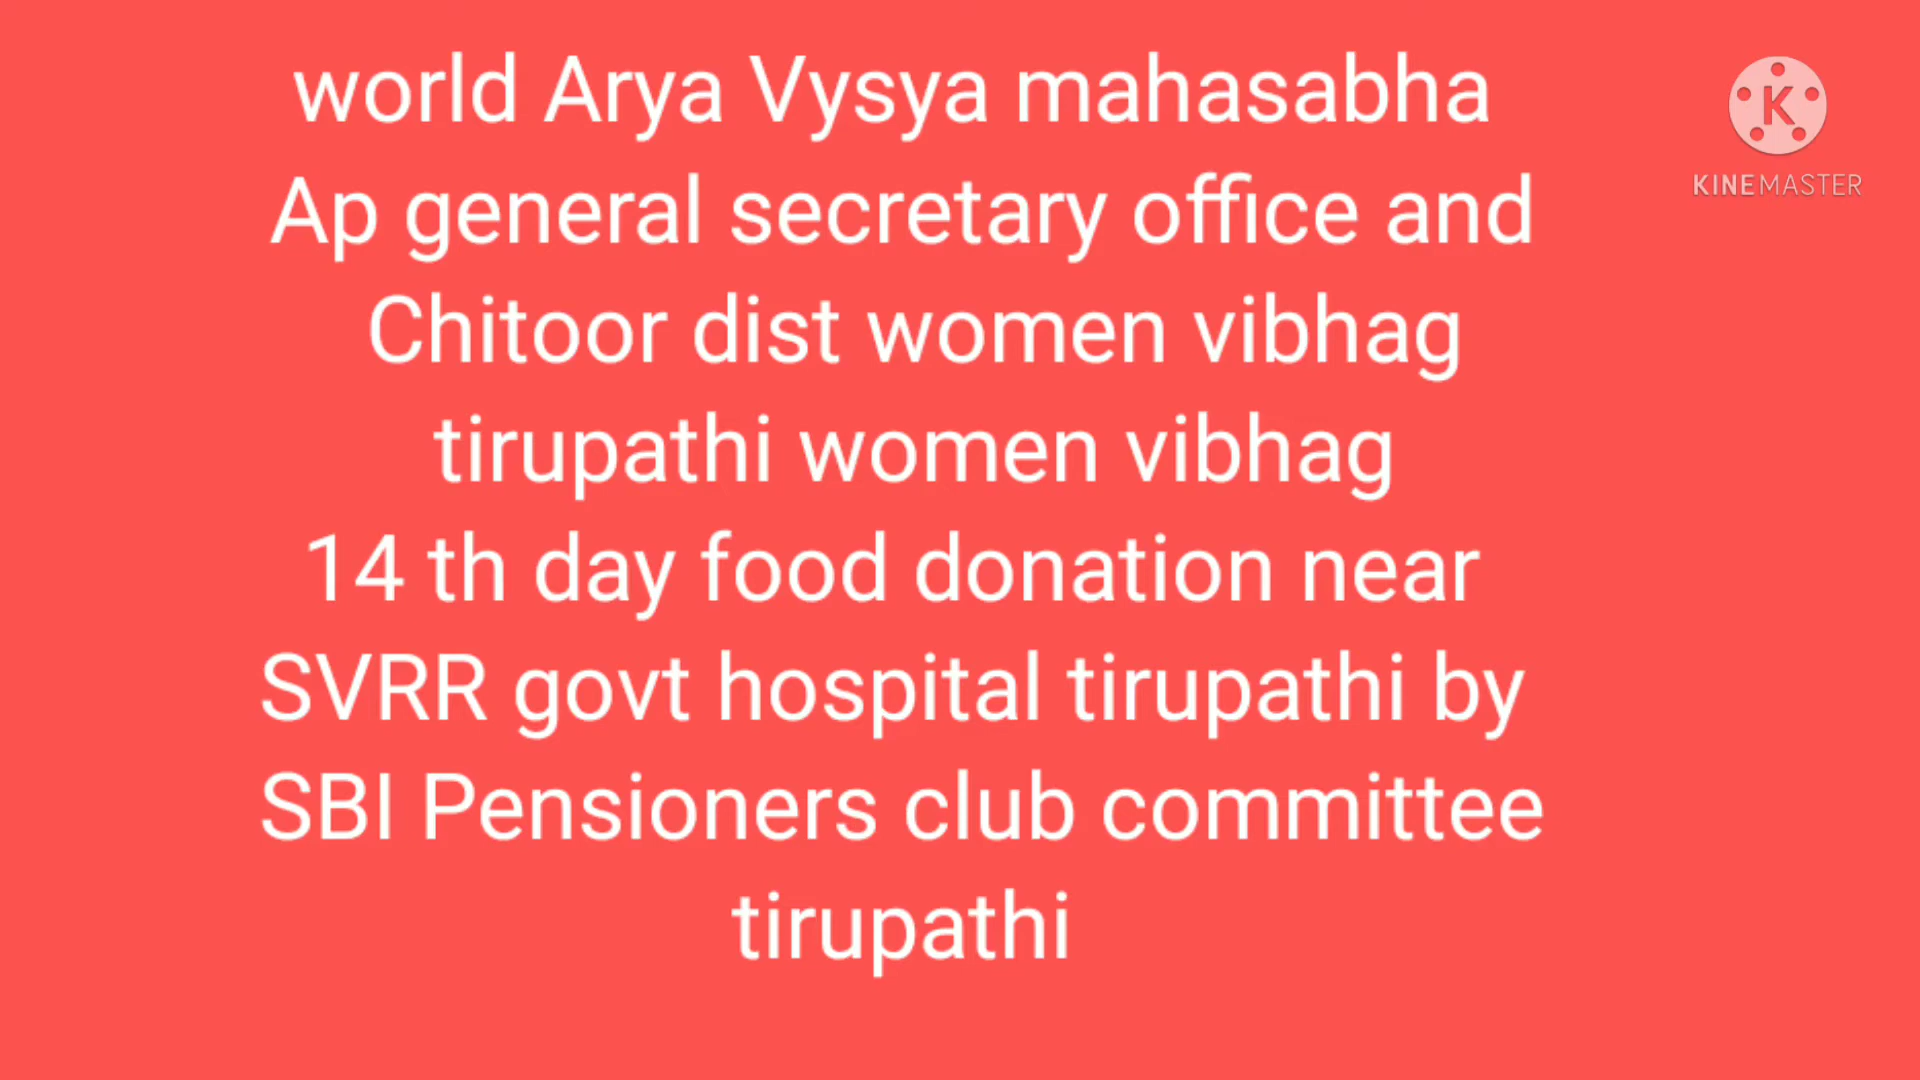 world Arya Vysya mahasabha
Ap general secretary office and
Chitoor dist women vibhag
tirupathi women vibhag
14 th day food donation near
SVRR govt hospital tirupathi by
SBI Pensioners club committee
tirupathi
K
KINEMASTER